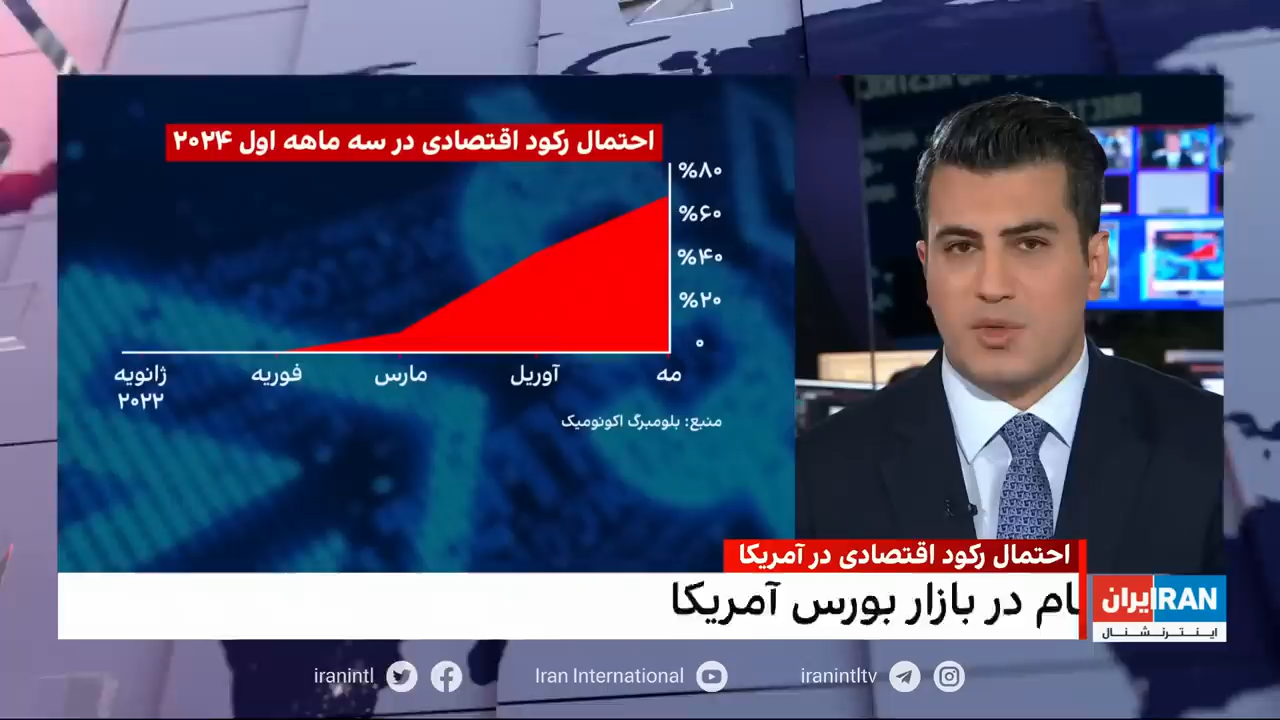 احتمال رکود اقتصادی در سه ماهه اول ۲۰۲۴
%۸۰
%۶۰
%۴۰
%۲۰
۰
ژانویه ۲۰۲۲
فوریه
مارس
آوریل
مه
منبع: بلومبرگ اکونومیک
احتمال رکود اقتصادی در آمریکا
در بازار بورس آمریکا
ایران IRAN
اینترنشنال
iranintl
Iran International
iranintltv